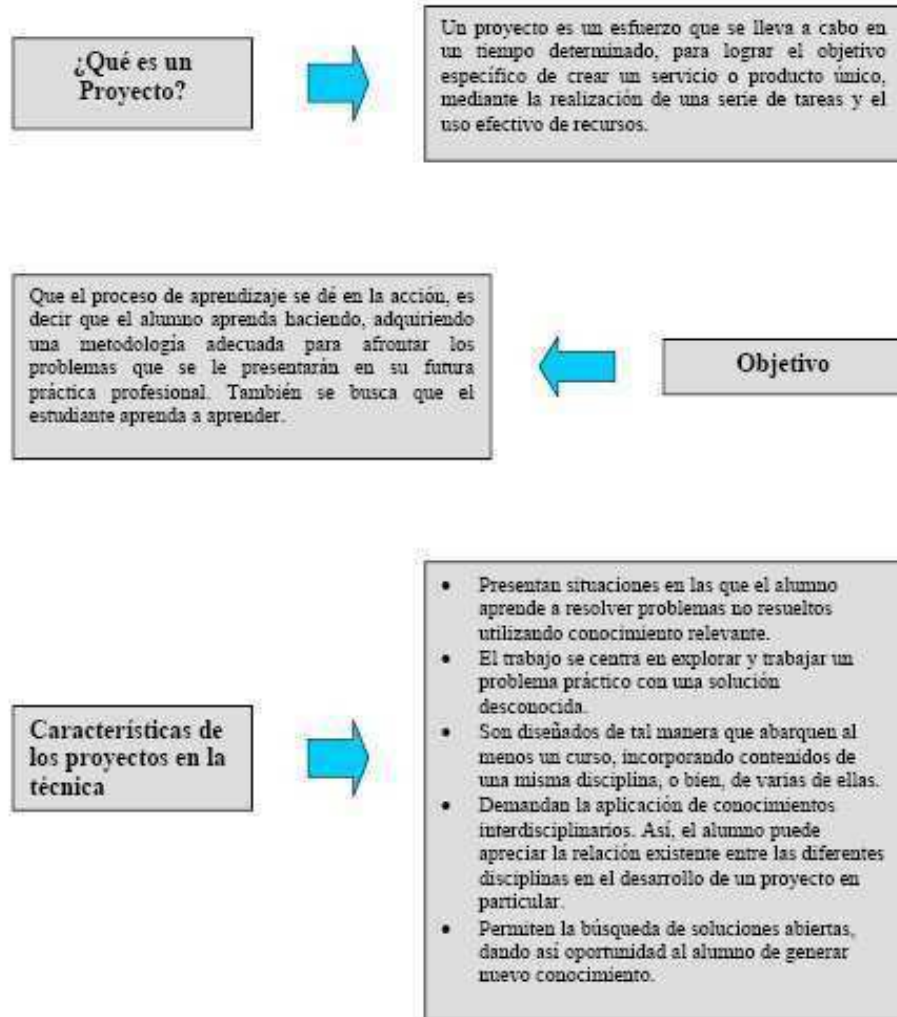 ¿Qué es un
Proyecto?
Un proyecto es un esfuerzo que se lleva a cabo en
un tiempo determinado, para lograr el objetivo
específico de crear un servicio o producto único,
mediante la realización de una serie de tareas y el
uso efectivo de recursos.
Que el proceso de aprendizaje se dé en la acción, es
decir que el alumno aprenda haciendo, adquiriendo
una metodología adecuada para afrontar los
problemas que se le presentarán en su futura
práctica profesional. También se busca que el
estudiante aprenda a aprender.
Objetivo
Características de
los proyectos en la
técnica
• Presentan situaciones en las que el alumno
aprende a resolver problemas no resueltos
utilizando conocimiento relevante.
• El trabajo se centra en explorar y trabajar un
problema práctico con una solución
desconocida.
• Son diseñados de tal manera que abarquen al
menos un curso, incorporando contenidos de
una misma disciplina, o bien, de varias de ellas.
• Demandan la aplicación de conocimientos
interdisciplinarios. Así, el alumno puede
apreciar la relación existente entre las diferentes
disciplinas en el desarrollo de un proyecto en
particular.
• Permiten la búsqueda de soluciones abiertas,
dando así oportunidad al alumno de generar
nuevo conocimiento.